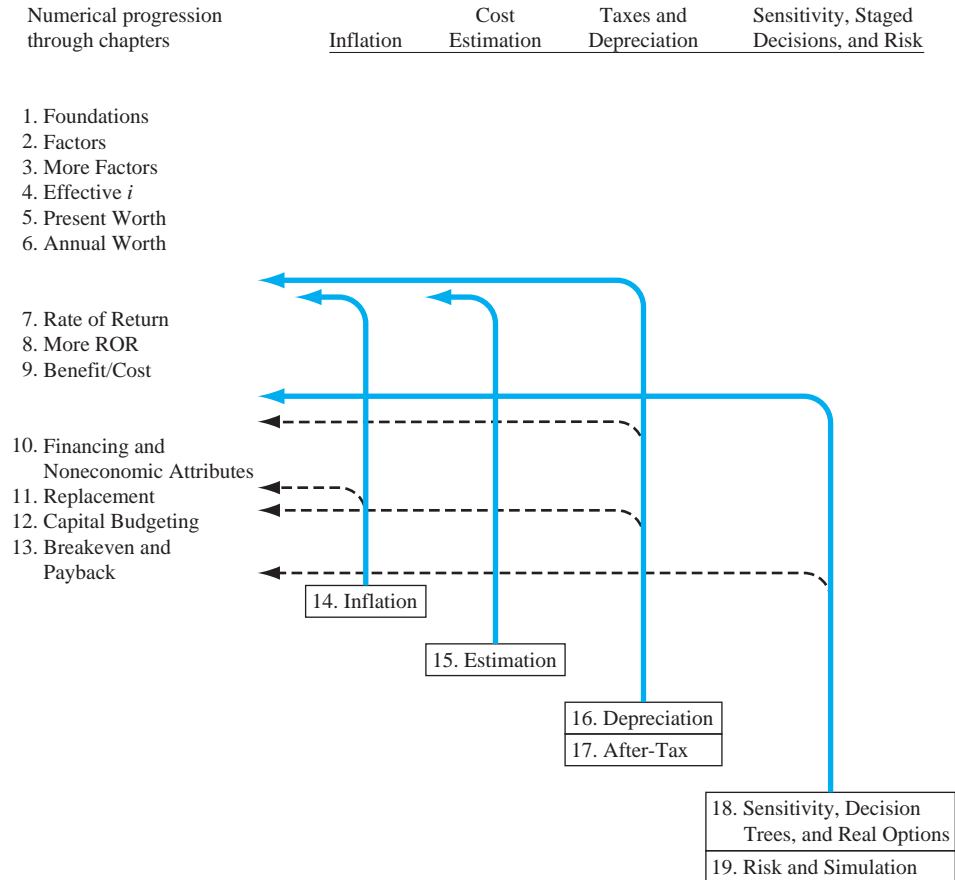 Numerical progression
through chapters
Inflation
Cost
Estimation
Taxes and
Depreciation
Sensitivity, Staged
Decisions, and Risk
1. Foundations
2. Factors
3. More Factors
4. Effective i
5. Present Worth
6. Annual Worth
7. Rate of Return
8. More ROR
9. Benefit/Cost
10. Financing and
Noneconomic Attributes
11. Replacement
12. Capital Budgeting
13. Breakeven and
Payback
14. Inflation
15. Estimation
16. Depreciation
17. After-Tax
18. Sensitivity, Decision
Trees, and Real Options
19. Risk and Simulation